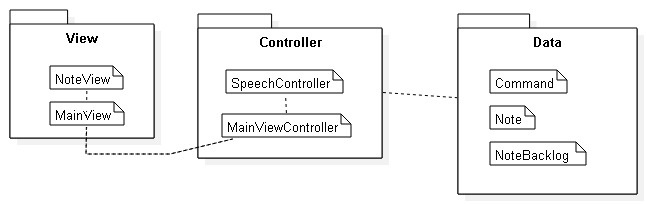 View
NoteView
MainView
Controller
SpeechController
MainViewController
Data
Command
Note
NoteBacklog